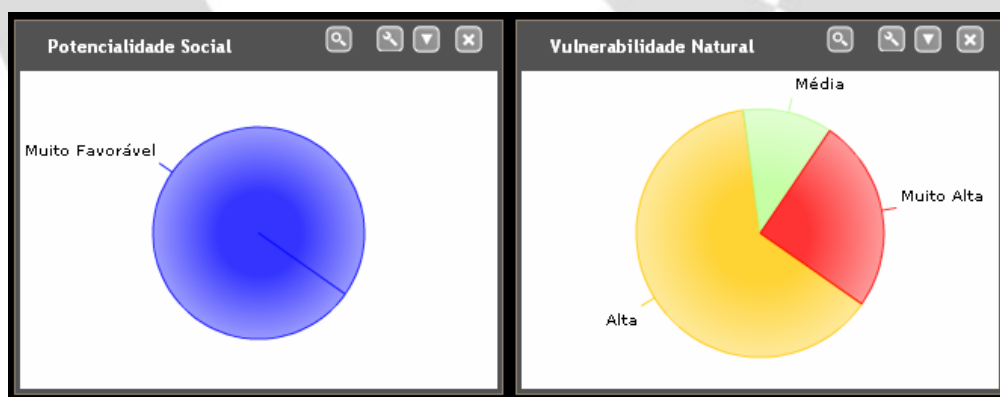 Potencialidade Social
Muito Favorável
Vulnerabilidade Natural
Média
Muito Alta
Alta